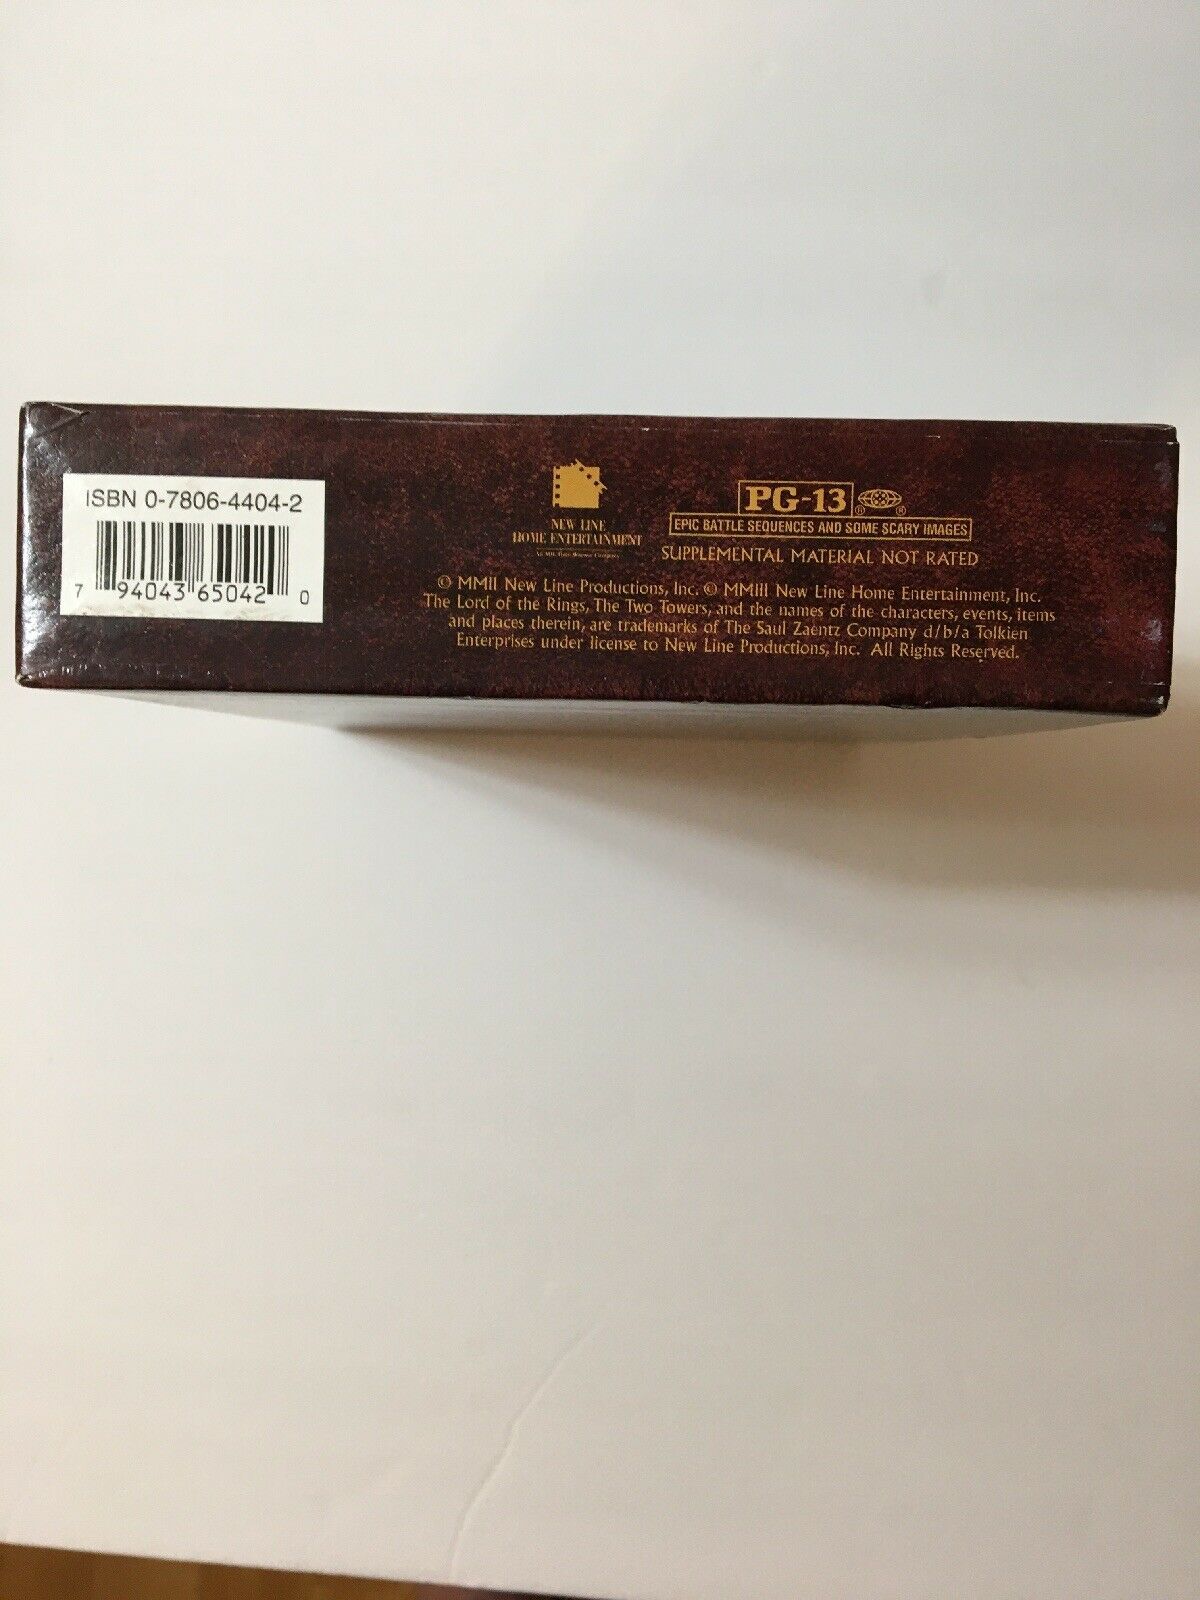 ISBN 0-7806-4404-2
7 94043 65042 0
NEW LINE
HOME ENTERTAINMENT
PG-13 ® ®
EPIC BATTLE SEQUENCES AND SOME SCARY IMAGES
SUPPLEMENTAL MATERIAL NOT RATED
© MMII New Line Productions, Inc. © MMIII New Line Home Entertainment, Inc.
The Lord of the Rings, The Two Towers, and the names of the characters, events, items
and places therein, are trademarks of The Saul Zaentz Company d/b/a Tolkien
Enterprises under license to New Line Productions, Inc. All Rights Reserved.